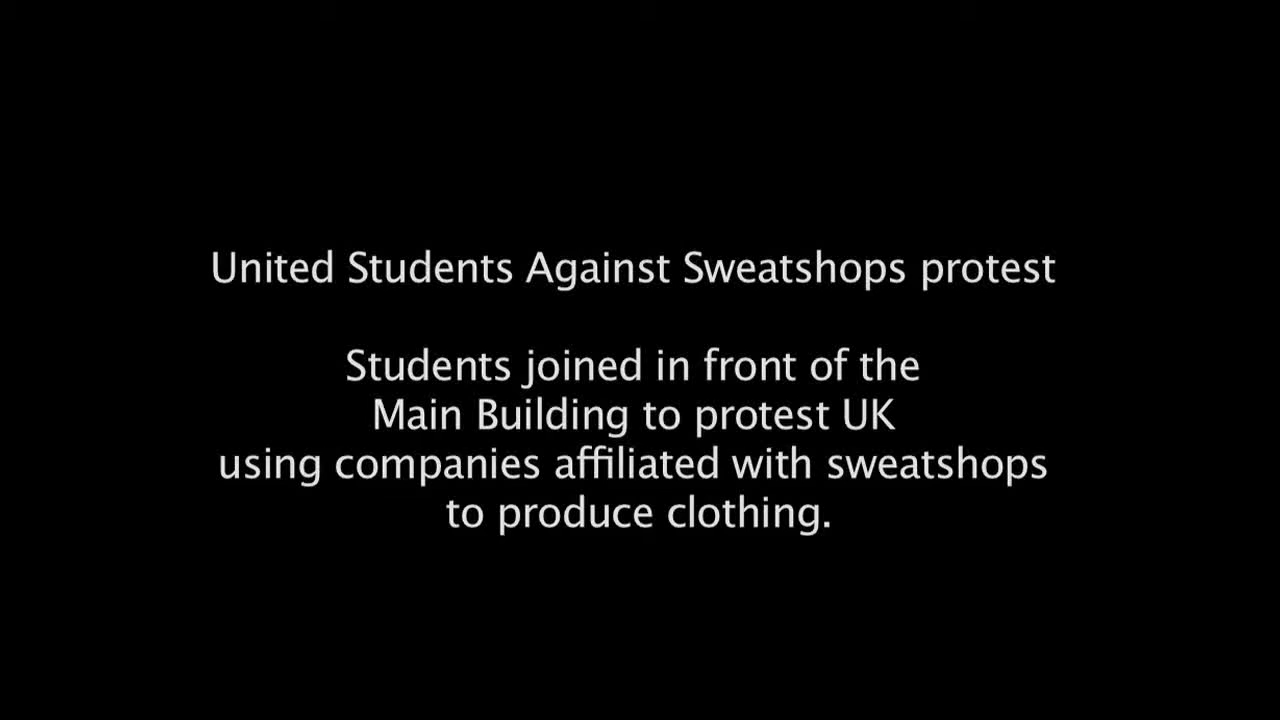 United Students Against Sweatshops protest
Students joined in front of the
Main Building to protest UK
using companies affiliated with sweatshops
to produce clothing.